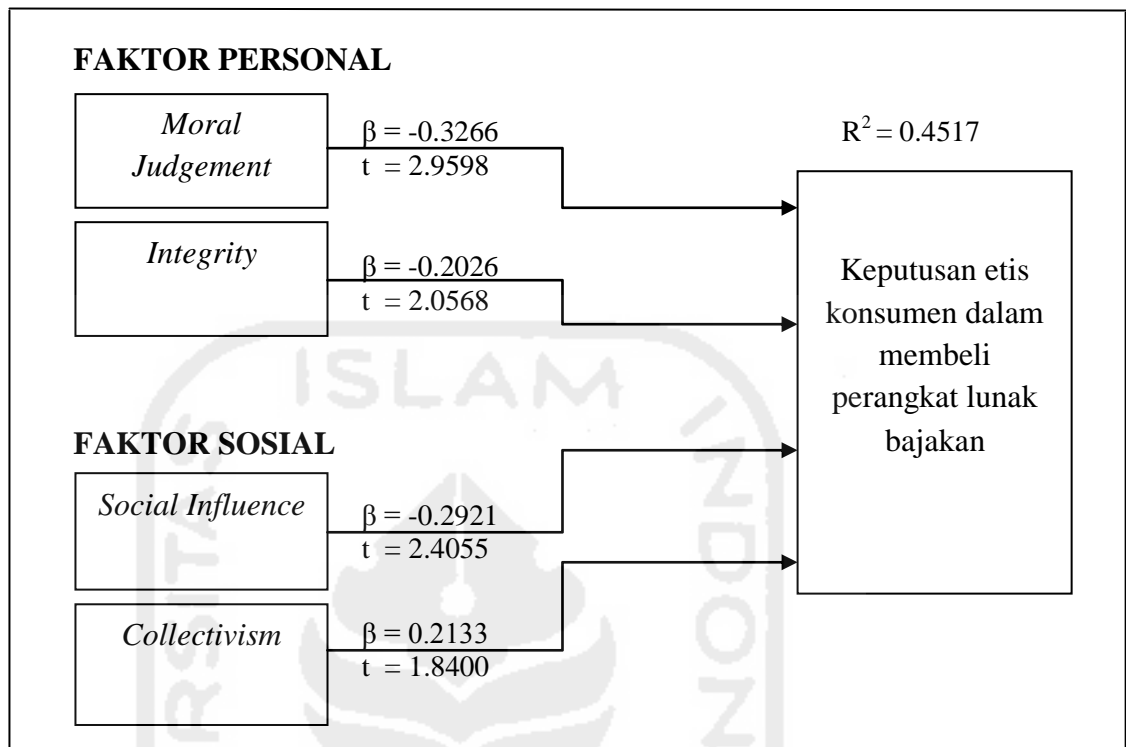 FAKTOR PERSONAL
Moral
Judgement
β = -0.3266
t = 2.9598
R² = 0.4517
Integrity
β = -0.2026
t = 2.0568
Keputusan etis
konsumen dalam
membeli
perangkat lunak
bajakan
FAKTOR SOSIAL
Social Influence
β = -0.2921
t = 2.4055
Collectivism
β = 0.2133
t = 1.8400
ISLAM